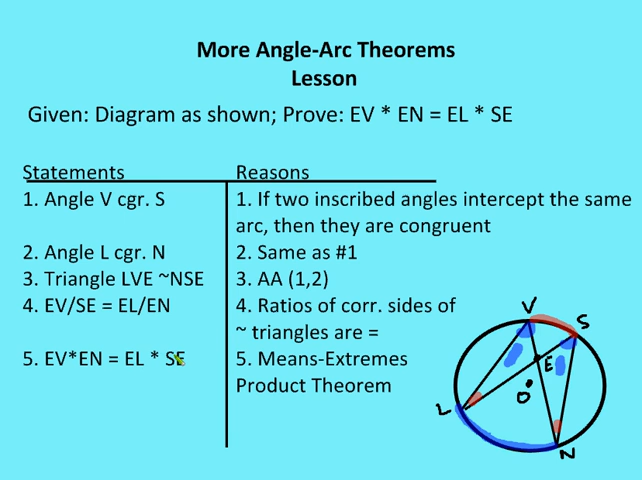 More Angle-Arc Theorems
Lesson
Given: Diagram as shown; Prove: EV * EN = EL * SE
Statements
Reasons
1. Angle V cgr. S
1. If two inscribed angles intercept the same
arc, then they are congruent
2. Angle L cgr. N
2. Same as #1
3. Triangle LVE ~NSE
3. AA (1,2)
4. EV/SE = EL/EN
4. Ratios of corr. sides of
~ triangles are =
5. EV*EN = EL * SE
5. Means-Extremes
Product Theorem
V
S
E
O
L
N